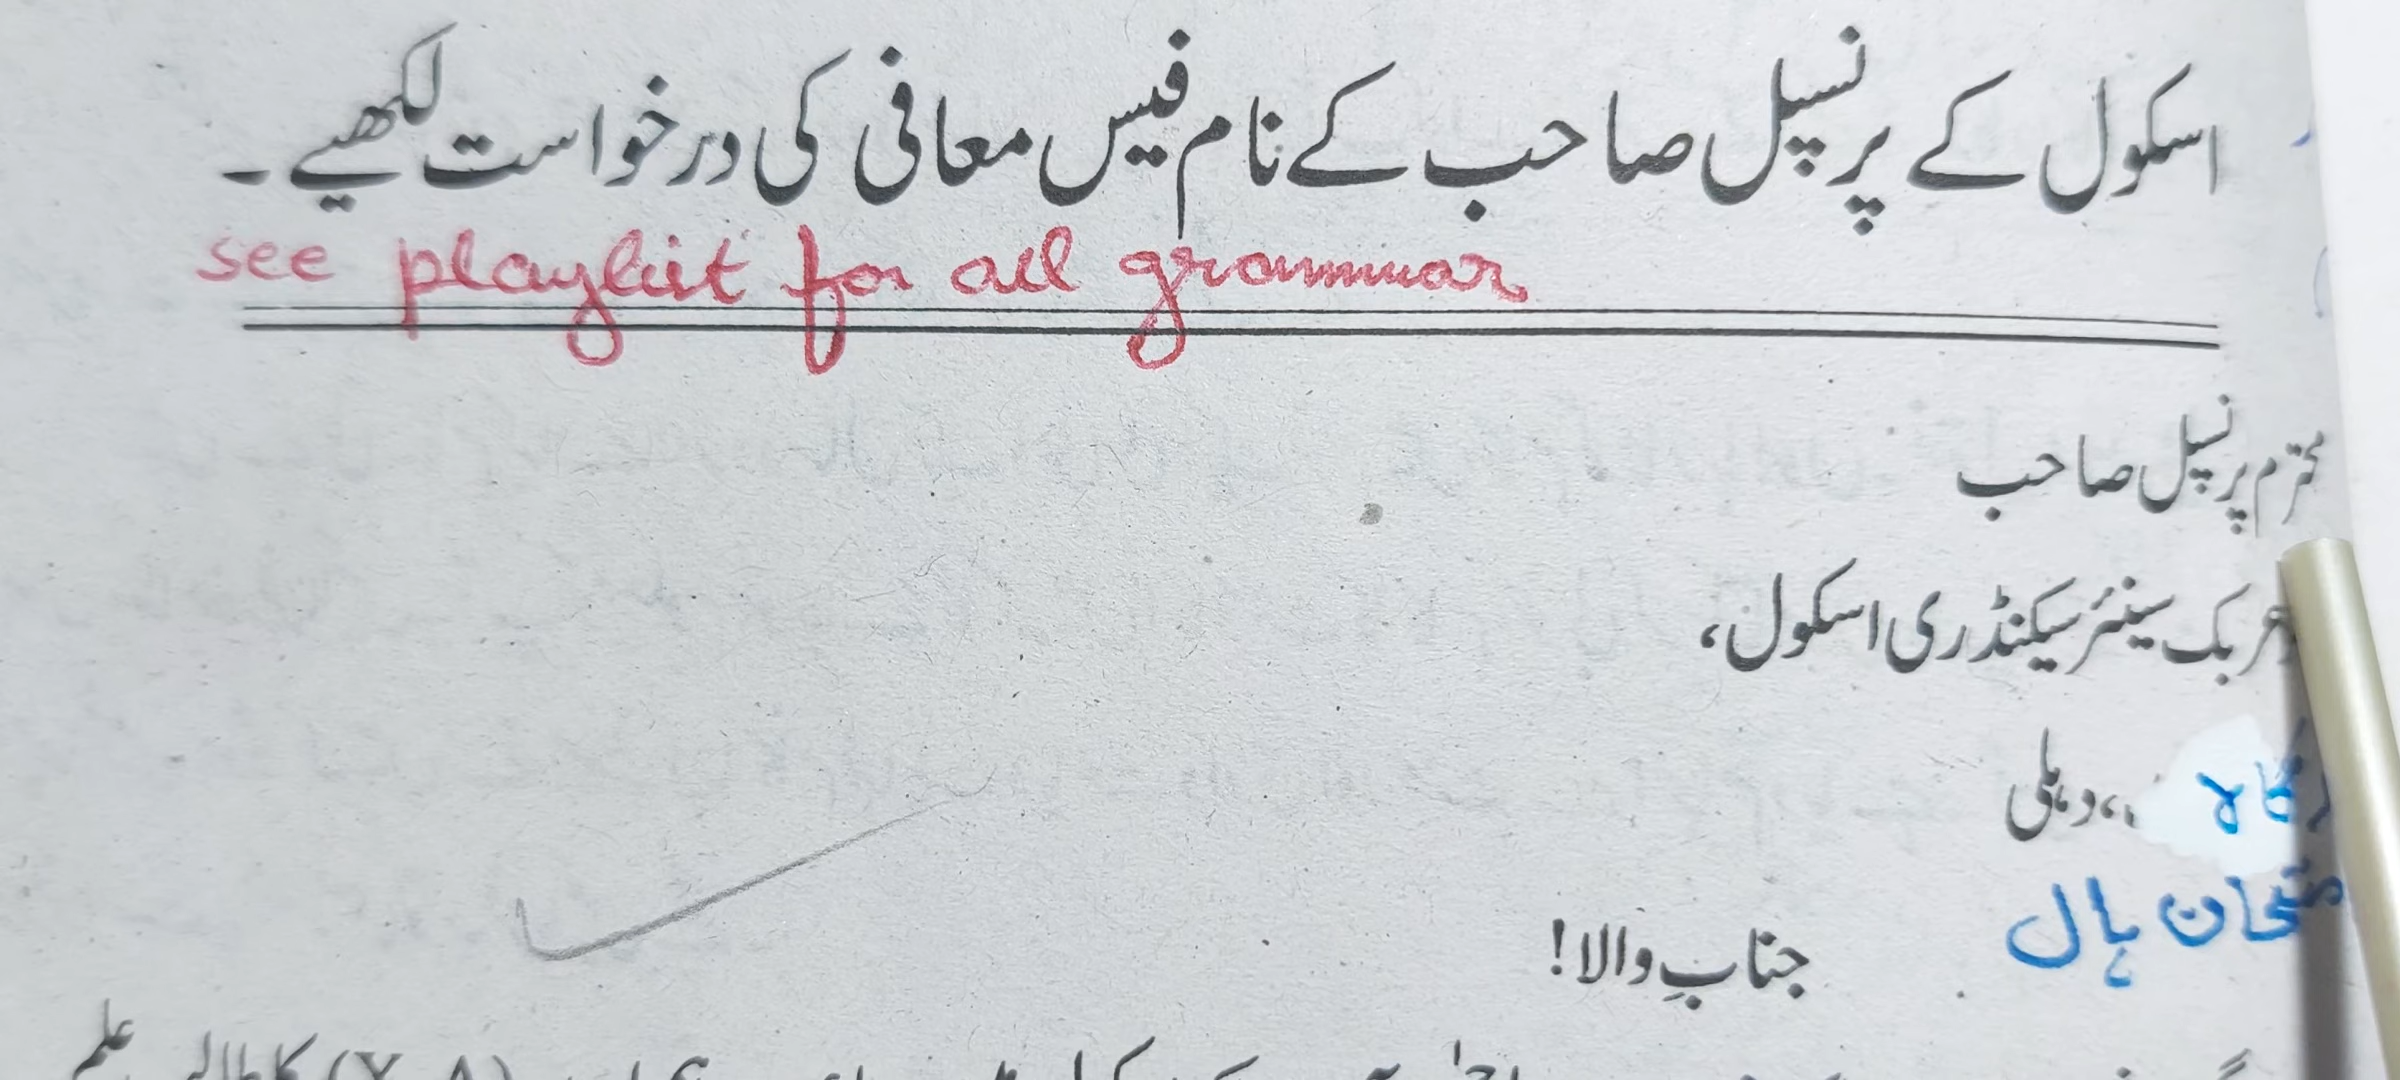 اسکول کے پرنسپل صاحب کے نام فیس معافی کی درخواست لکھیے ۔
see playlist for all grammar
محترم پرنسپل صاحب
سینئر سیکنڈری اسکول،
، دہلی
امتحان ہال
جنابِ والا!